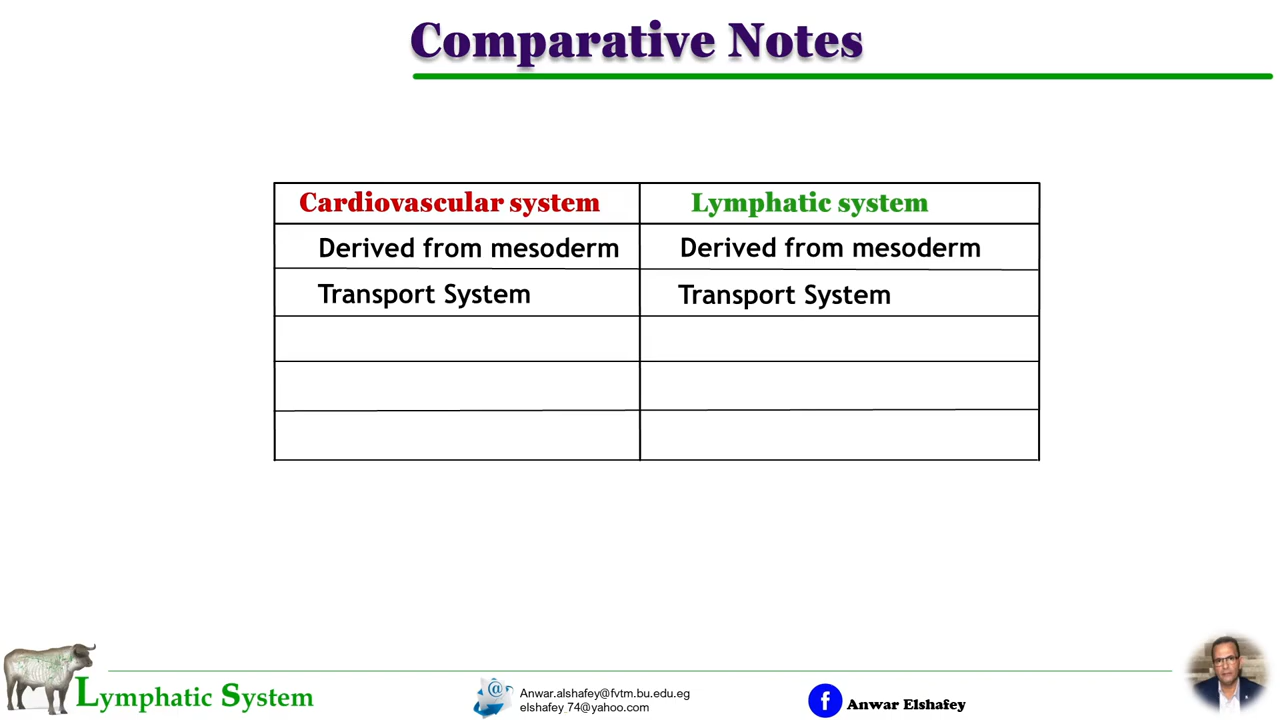 Comparative Notes
Cardiovascular system Lymphatic system
Derived from mesoderm Derived from mesoderm
Transport System Transport System
Lymphatic System
Anwar.alshafey@fvtm.bu.edu.eg
elshafey.74@yahoo.com
Anwar Elshafey